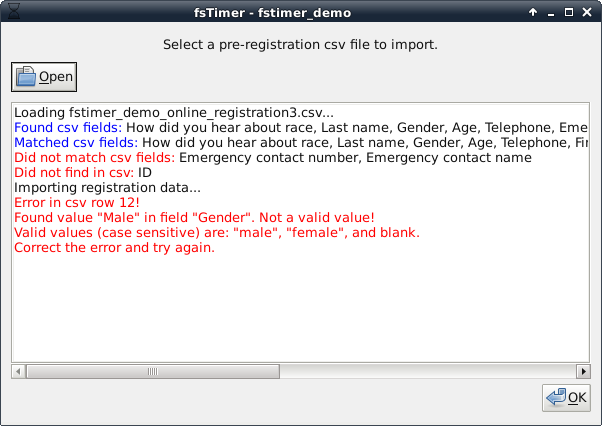 fsTimer - fstimer_demo
Select a pre-registration csv file to import.
Open
Loading fstimer_demo_online_registration3.csv...
Found csv fields: How did you hear about race, Last name, Gender, Age, Telephone, Eme
Matched csv fields: How did you hear about race, Last name, Gender, Age, Telephone, Fi
Did not match csv fields: Emergency contact number, Emergency contact name
Did not find in csv: ID
Importing registration data...
Error in csv row 12!
Found value "Male" in field "Gender". Not a valid value!
Valid values (case sensitive) are: "male", "female", and blank.
Correct the error and try again.
OK